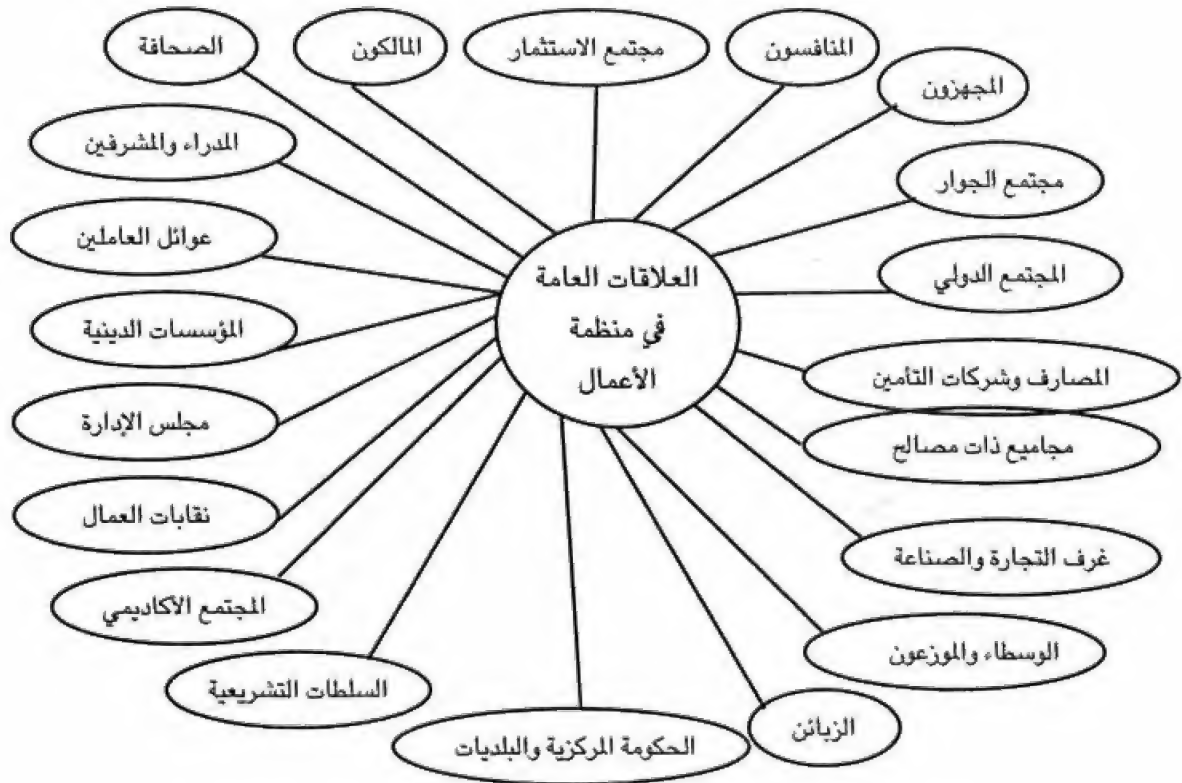 الصحافة
المالكون
مجتمع الاستثمار
المنافسون
المجهزون
المدراء والمشرفين
مجتمع الجوار
عوائل العاملين
المجتمع الدولي
العلاقات العامة
في منظمة
الأعمال
المؤسسات الدينية
المصارف وشركات التأمين
مجلس الإدارة
مجاميع ذات مصالح
نقابات العمال
غرف التجارة والصناعة
المجتمع الأكاديمي
الوسطاء والموزعون
السلطات التشريعية
الزبائن
الحكومة المركزية والبلديات